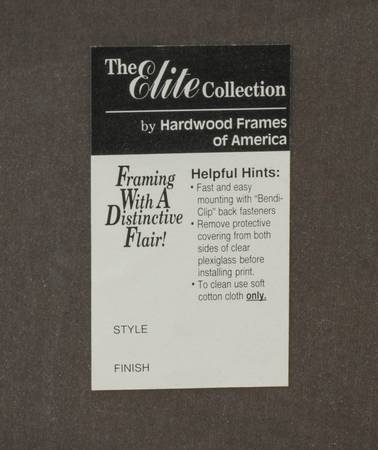 The Elite Collection
by Hardwood Frames
of America
Framing
With A
Distinctive
Flair!
Helpful Hints:
• Fast and easy
mounting with "Bendi-
Clip" back fasteners
• Remove protective
covering from both
sides of clear
plexiglass before
installing print.
• To clean use soft
cotton cloth only.
STYLE
FINISH